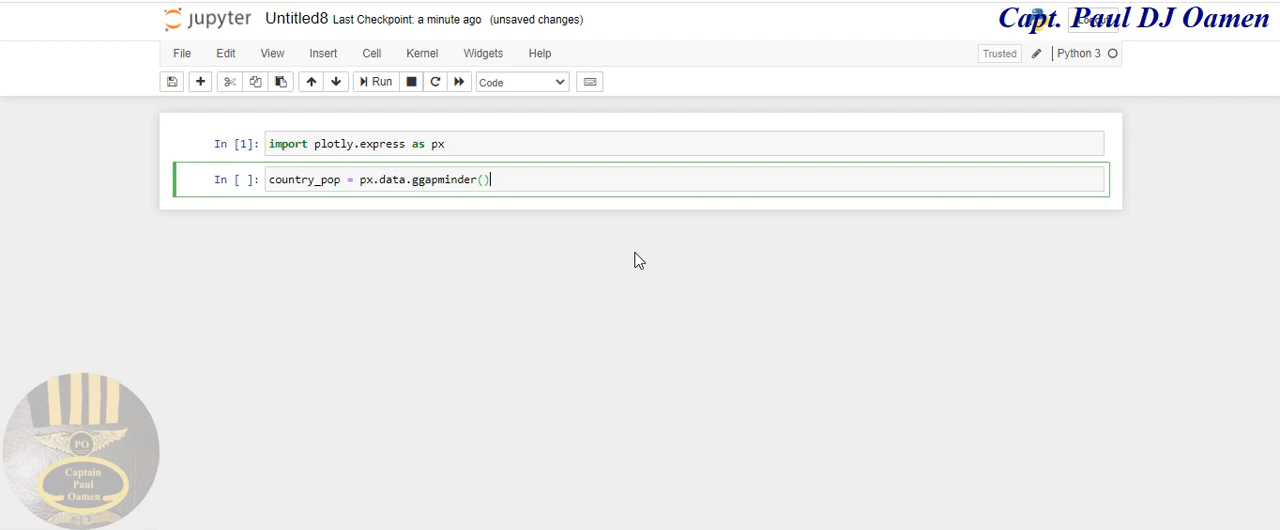 jupyter Untitled8 Last Checkpoint: a minute ago (unsaved changes)
Capt. Paul DJ Oamen
File Edit View Insert Cell Kernel Widgets Help
Trusted Python 3
Run Code
In [1]: import plotly.express as px
In [ ]: country_pop = px.data.ggapminder()
PO
Captain
Paul
Oamen